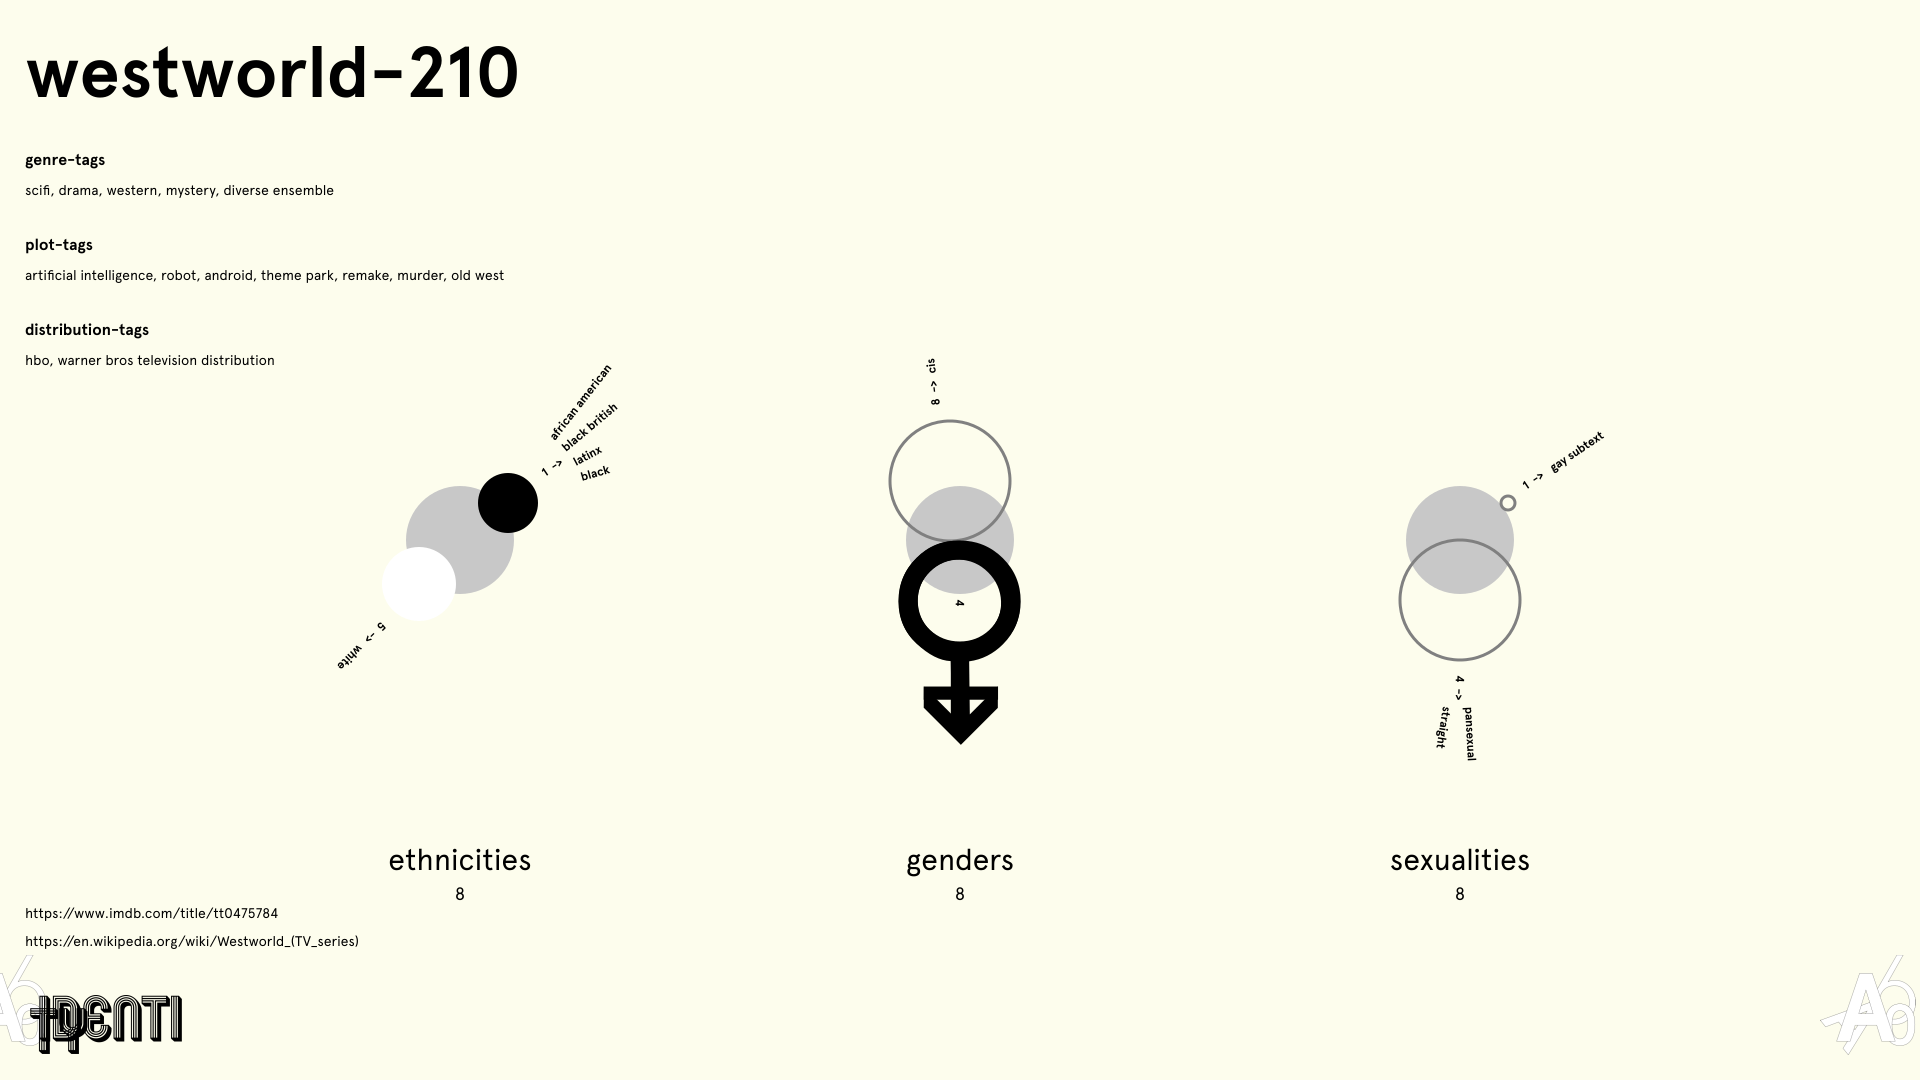 westworld-210
genre-tags
scifi, drama, western, mystery, diverse ensemble
plot-tags
artificial intelligence, robot, android, theme park, remake, murder, old west
distribution-tags
hbo, warner bros television distribution
1 -> african american
black british
latinx
black
5 -> white
8 -> cis
4
1 -> gay subtext
4 -> pansexual
straight
ethnicities
8
genders
8
sexualities
8
https://www.imdb.com/title/tt0475784
https://en.wikipedia.org/wiki/Westworld_(TV_series)
IDENTI